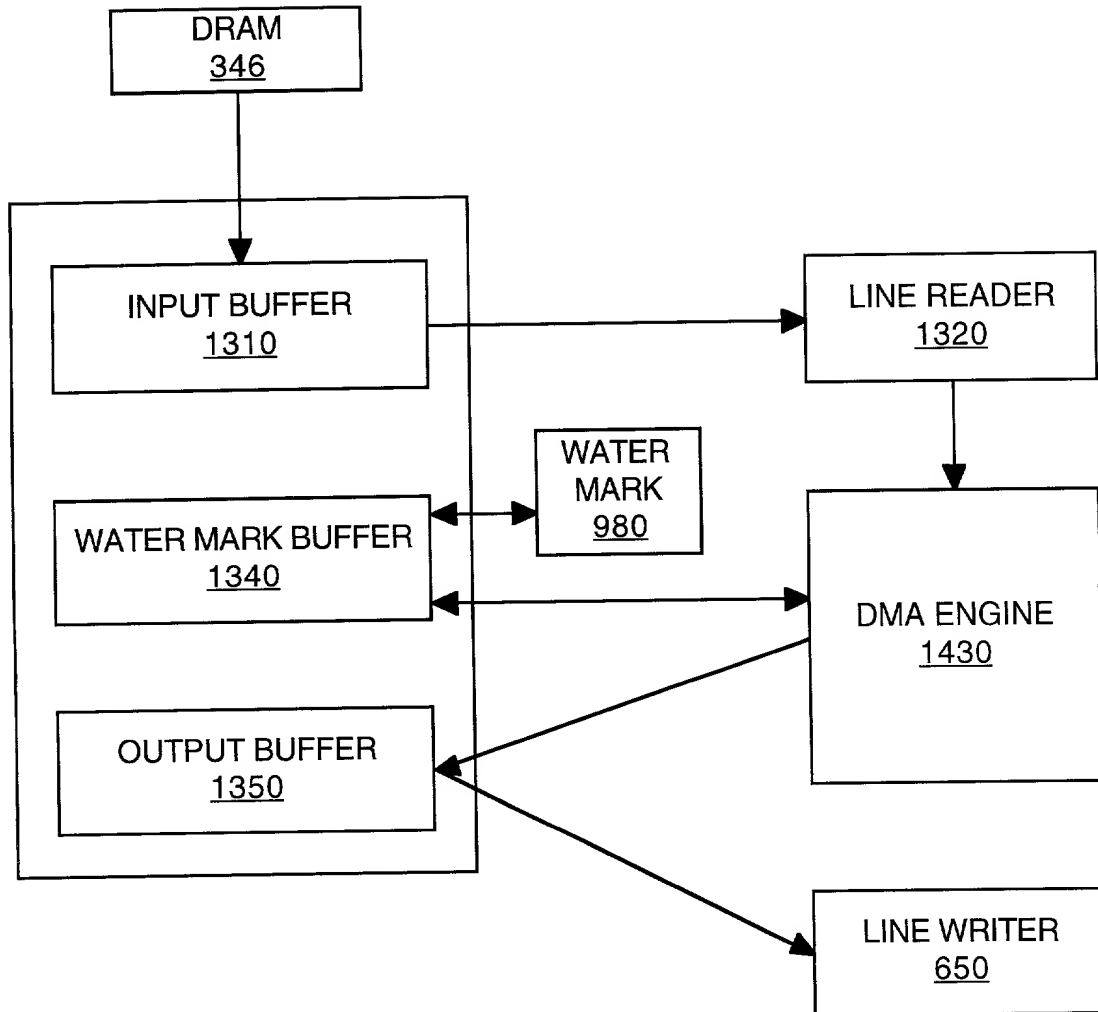 DRAM
346
INPUT BUFFER
1310
LINE READER
1320
WATER
MARK
980
WATER MARK BUFFER
1340
DMA ENGINE
1430
OUTPUT BUFFER
1350
LINE WRITER
650